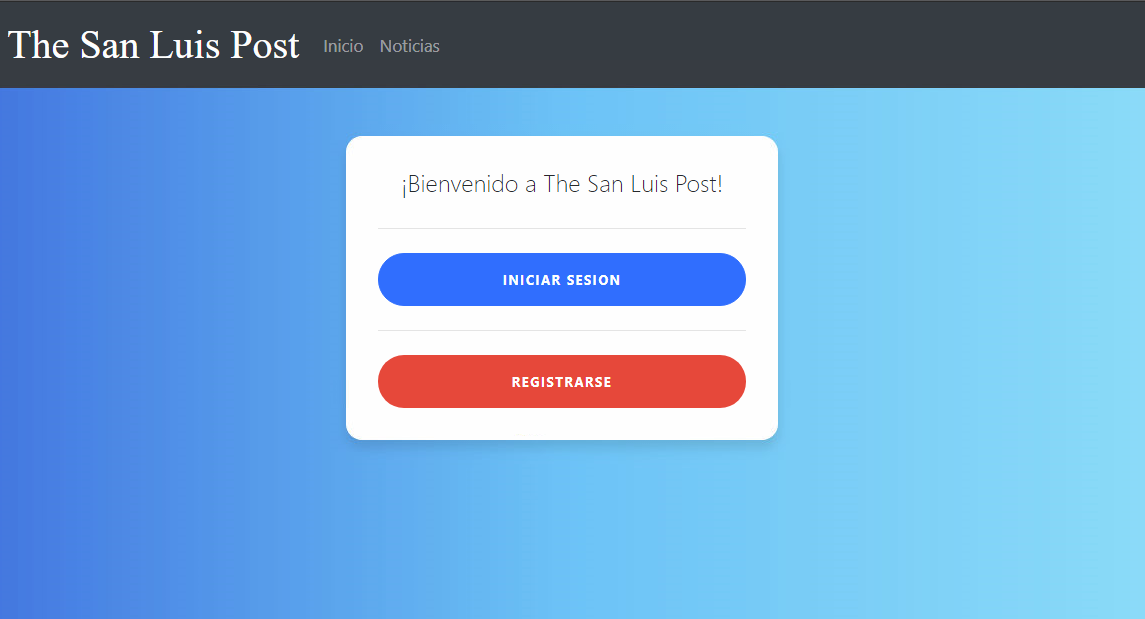 The San Luis Post Inicio Noticias
¡Bienvenido a The San Luis Post!
INICIAR SESION
REGISTRARSE